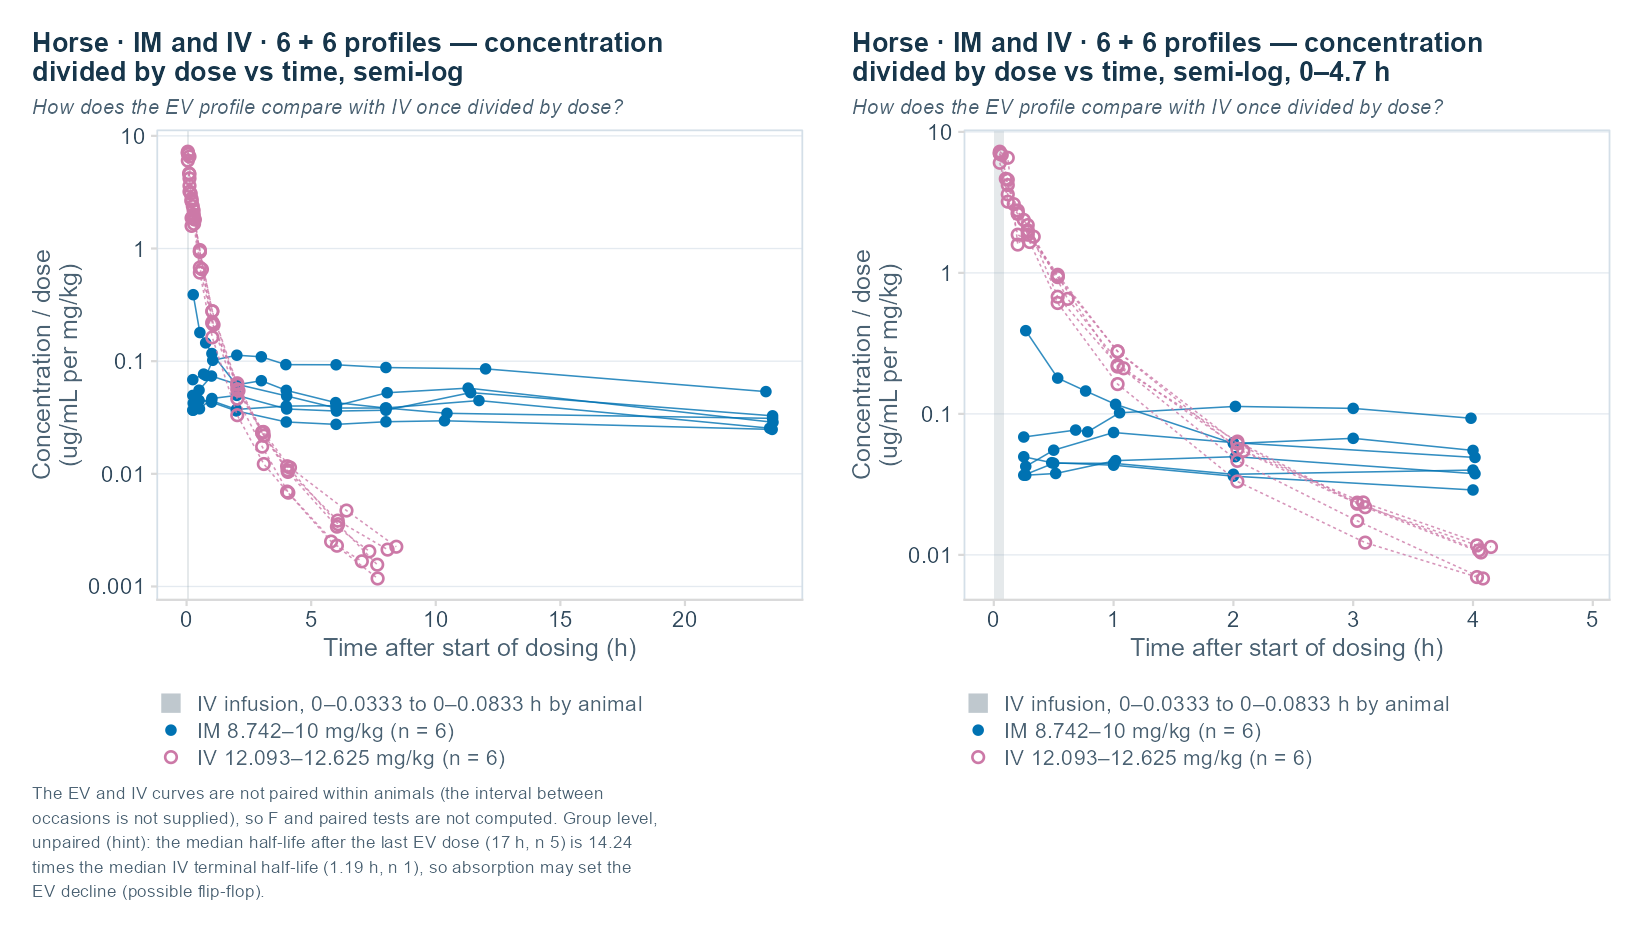 Horse · IM and IV · 6 + 6 profiles — concentration
divided by dose vs time, semi-log
How does the EV profile compare with IV once divided by dose?
Concentration / dose
(ug/mL per mg/kg)
10
1
0.1
0.01
0.001
0
5
10
15
20
Time after start of dosing (h)
IV infusion, 0–0.0333 to 0–0.0833 h by animal
IM 8.742–10 mg/kg (n = 6)
IV 12.093–12.625 mg/kg (n = 6)
The EV and IV curves are not paired within animals (the interval between
occasions is not supplied), so F and paired tests are not computed. Group level,
unpaired (hint): the median half-life after the last EV dose (17 h, n 5) is 14.24
times the median IV terminal half-life (1.19 h, n 1), so absorption may set the
EV decline (possible flip-flop).
Horse · IM and IV · 6 + 6 profiles — concentration
divided by dose vs time, semi-log, 0–4.7 h
How does the EV profile compare with IV once divided by dose?
Concentration / dose
(ug/mL per mg/kg)
10
1
0.1
0.01
0
1
2
3
4
5
Time after start of dosing (h)
IV infusion, 0–0.0333 to 0–0.0833 h by animal
IM 8.742–10 mg/kg (n = 6)
IV 12.093–12.625 mg/kg (n = 6)